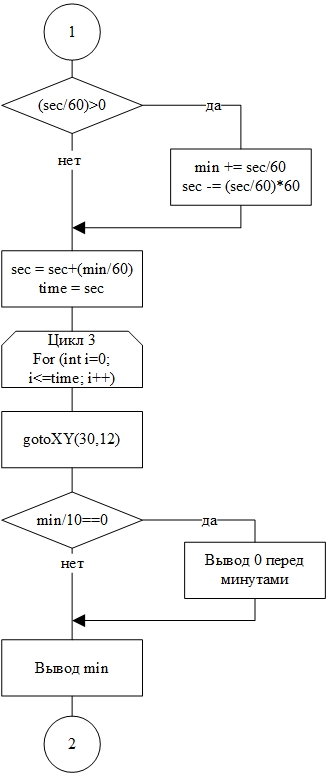 1
(sec/60)>0
да
нет
min += sec/60
sec -= (sec/60)*60
sec = sec+(min/60)
time = sec
Цикл 3
For (int i=0;
i<=time; i++)
gotoXY(30,12)
min/10==0
да
нет
Вывод 0 перед
минутами
Вывод min
2